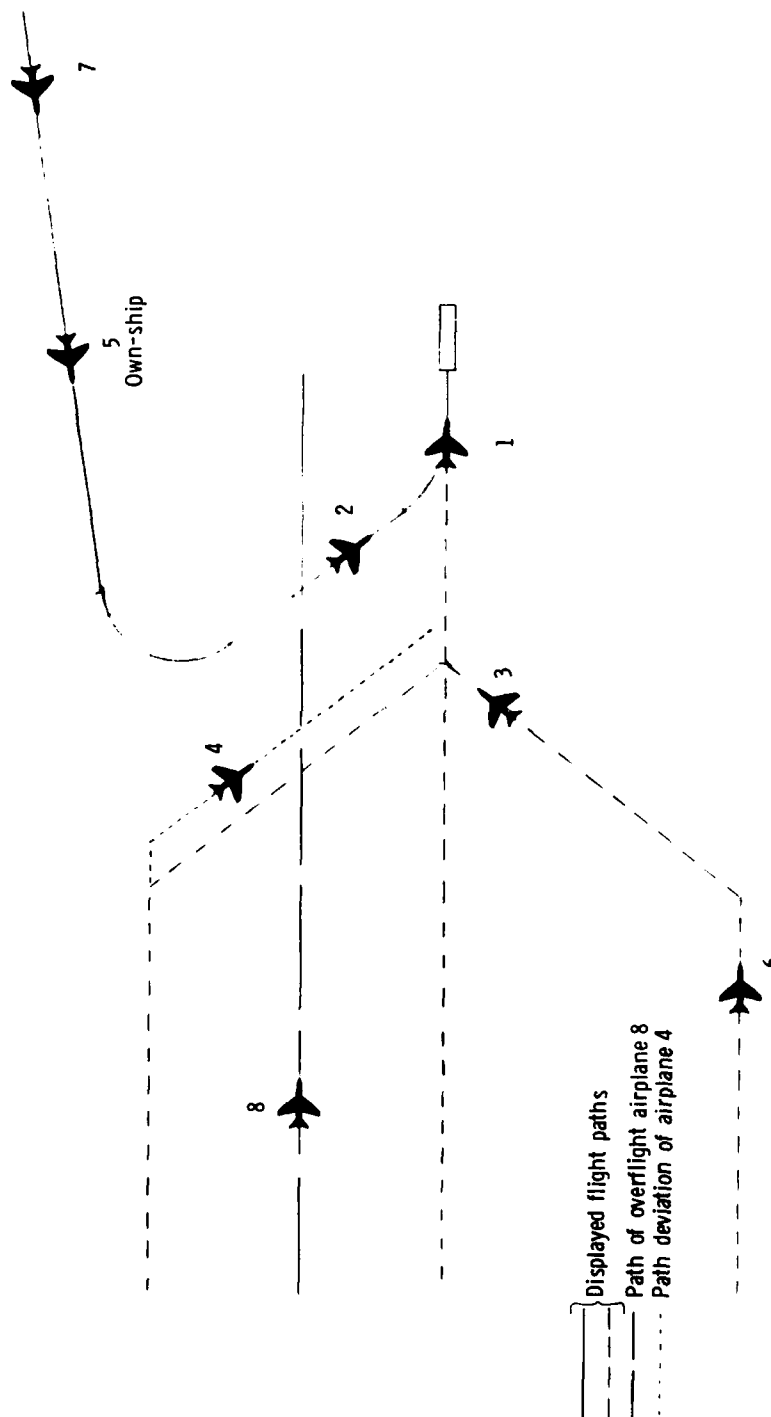 7
5
Own-ship
2
1
4
3
8
6
Displayed flight paths
Path of overflight airplane 8
Path deviation of airplane 4